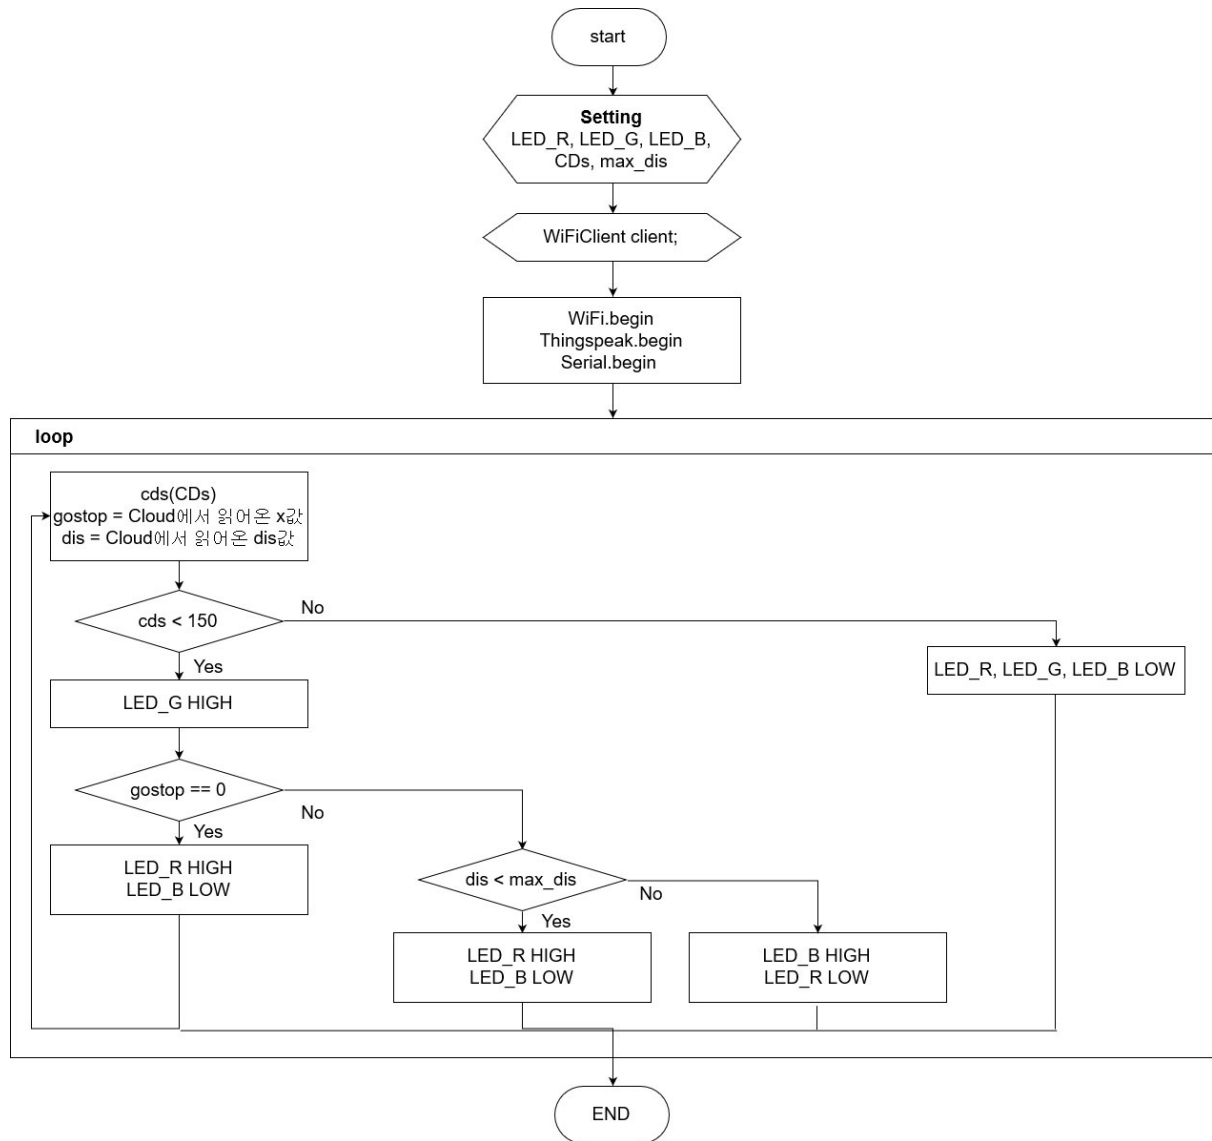 start
Setting
LED_R, LED_G, LED_B,
CDs, max_dis
WiFiClient client;
WiFi.begin
Thingspeak.begin
Serial.begin
loop
cds(CDs)
gostop = Cloud에서 읽어온 x값
dis = Cloud에서 읽어온 dis값
cds < 150
No
Yes
LED_R, LED_G, LED_B LOW
LED_G HIGH
gostop == 0
No
Yes
LED_R HIGH
LED_B LOW
dis < max_dis
No
Yes
LED_R HIGH
LED_B LOW
LED_B HIGH
LED_R LOW
END